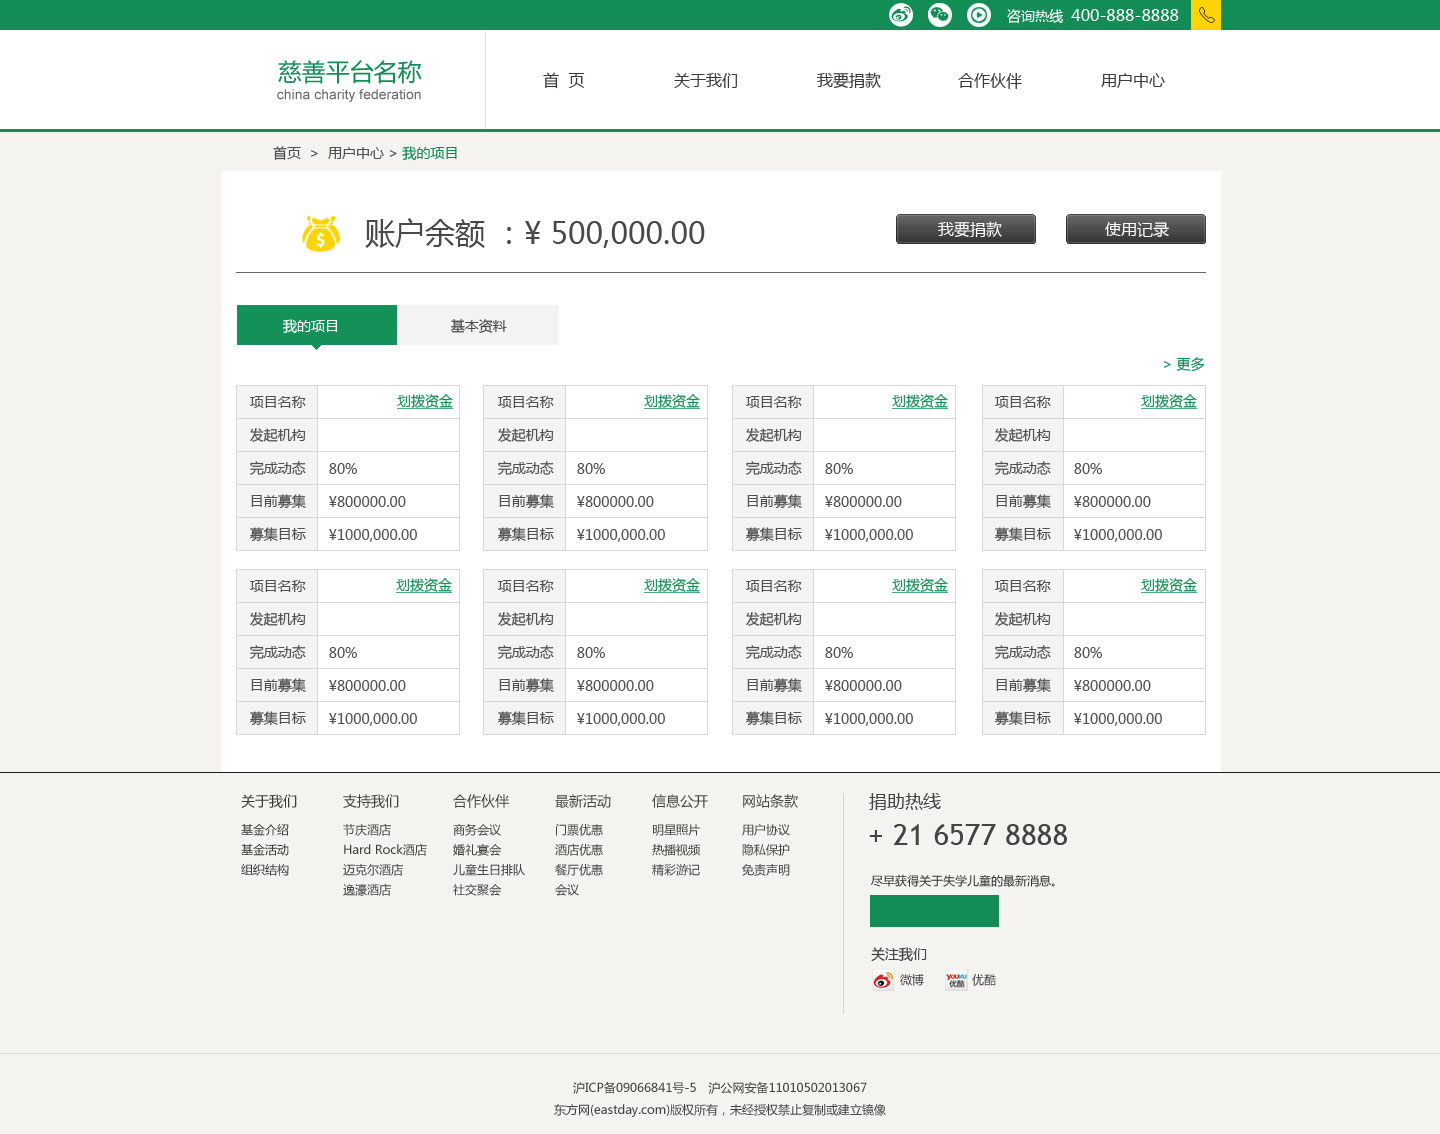 咨询热线 400-888-8888
慈善平台名称
china charity federation
首 页 关于我们 我要捐款 合作伙伴 用户中心
首页 > 用户中心 > 我的项目
账户余额 : ¥ 500,000.00 我要捐款 使用记录
我的项目 基本资料
> 更多
项目名称 划拨资金 项目名称 划拨资金 项目名称 划拨资金 项目名称 划拨资金
发起机构 发起机构 发起机构 发起机构
完成动态 80% 完成动态 80% 完成动态 80% 完成动态 80%
目前募集 ¥800000.00 目前募集 ¥800000.00 目前募集 ¥800000.00 目前募集 ¥800000.00
募集目标 ¥1000,000.00 募集目标 ¥1000,000.00 募集目标 ¥1000,000.00 募集目标 ¥1000,000.00
项目名称 划拨资金 项目名称 划拨资金 项目名称 划拨资金 项目名称 划拨资金
发起机构 发起机构 发起机构 发起机构
完成动态 80% 完成动态 80% 完成动态 80% 完成动态 80%
目前募集 ¥800000.00 目前募集 ¥800000.00 目前募集 ¥800000.00 目前募集 ¥800000.00
募集目标 ¥1000,000.00 募集目标 ¥1000,000.00 募集目标 ¥1000,000.00 募集目标 ¥1000,000.00
关于我们
基金介绍
基金活动
组织结构
支持我们
节庆酒店
Hard Rock酒店
迈克尔酒店
逸濠酒店
合作伙伴
商务会议
婚礼宴会
儿童生日排队
社交聚会
最新活动
门票优惠
酒店优惠
餐厅优惠
会议
信息公开
明星照片
热播视频
精彩游记
网站条款
用户协议
隐私保护
免责声明
捐助热线
+ 21 6577 8888
尽早获得关于失学儿童的最新消息。
关注我们
微博 YOUKU 优酷 优酷
沪ICP备09066841号-5 沪公网安备11010502013067
东方网(eastday.com)版权所有，未经授权禁止复制或建立镜像